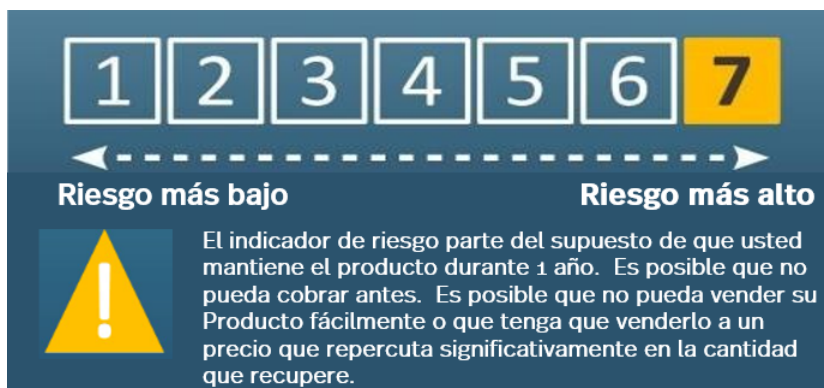 1 2 3 4 5 6 7
Riesgo más bajo Riesgo más alto
!
El indicador de riesgo parte del supuesto de que usted
mantiene el producto durante 1 año. Es posible que no
pueda cobrar antes. Es posible que no pueda vender su
Producto fácilmente o que tenga que venderlo a un
precio que repercuta significativamente en la cantidad
que recupere.